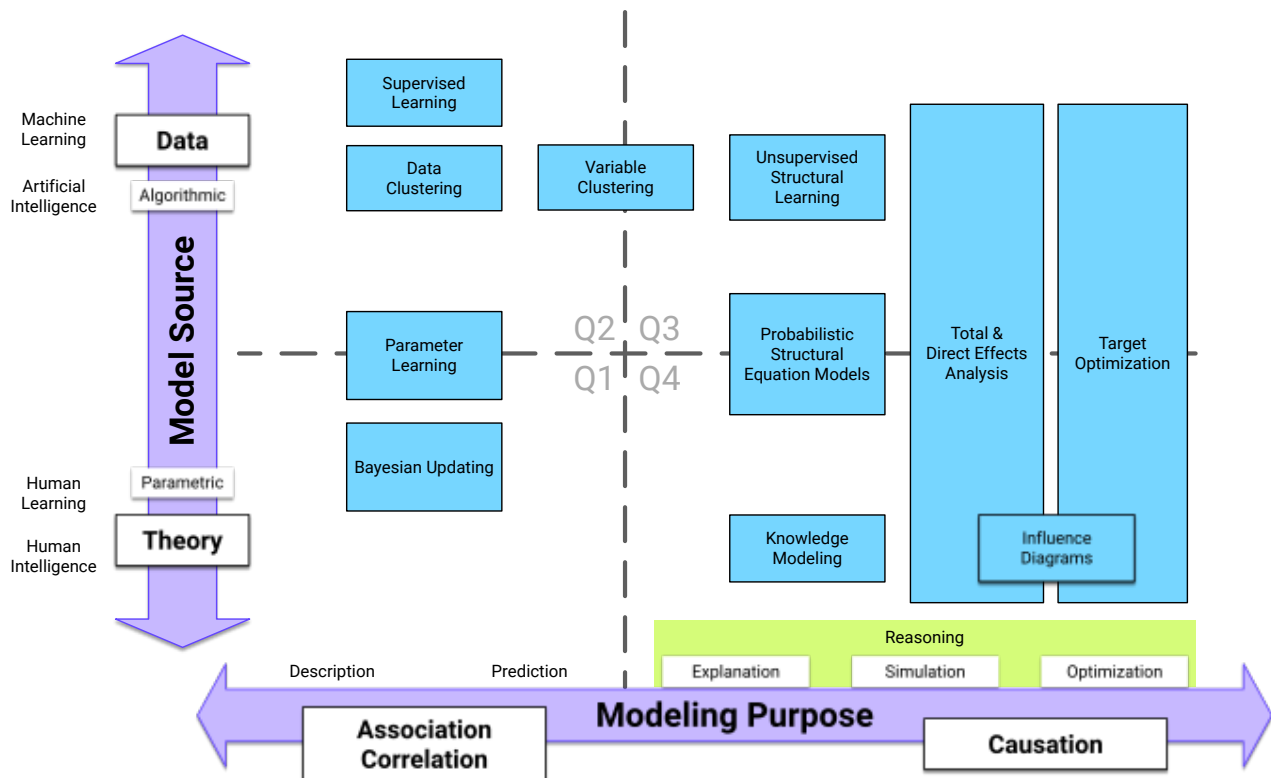 Supervised
Learning
Machine
Learning
Data
Data
Clustering
Variable
Clustering
Unsupervised
Structural
Learning
Artificial
Intelligence
Algorithmic
Model Source
Q2
Q3
Q1
Q4
Parameter
Learning
Probabilistic
Structural
Equation Models
Total &
Direct Effects
Analysis
Target
Optimization
Bayesian Updating
Human
Learning
Parametric
Theory
Human
Intelligence
Knowledge
Modeling
Influence
Diagrams
Reasoning
Description
Prediction
Explanation
Simulation
Optimization
Modeling Purpose
Association
Correlation
Causation